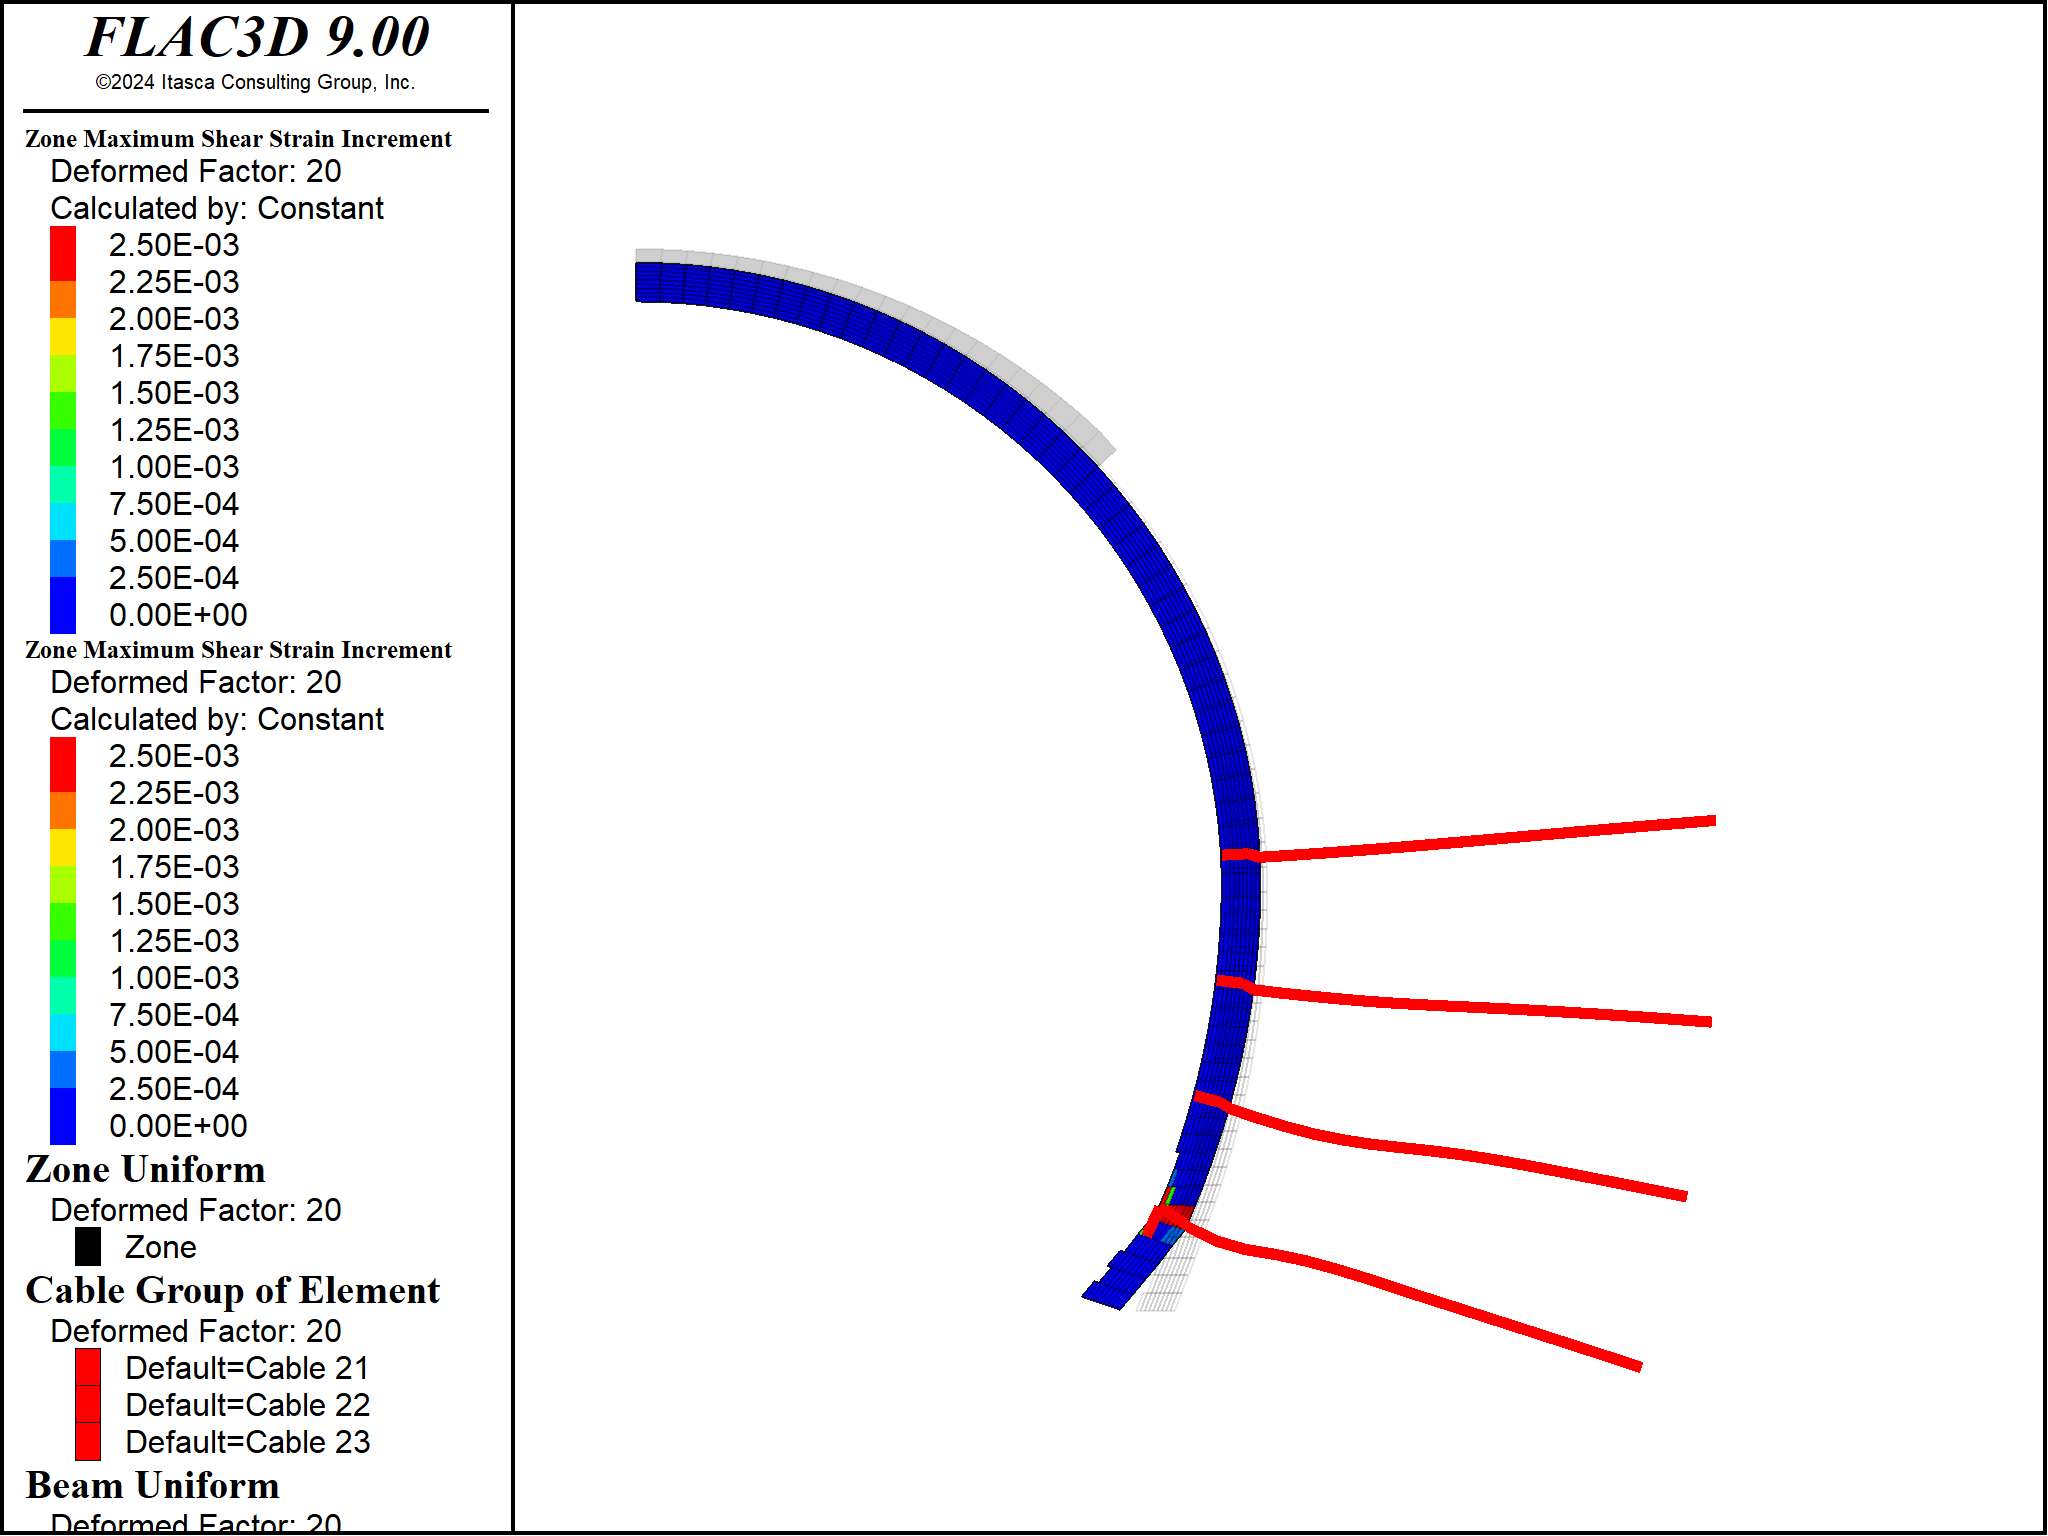 FLAC3D 9.00
©2024 Itasca Consulting Group, Inc.
Zone Maximum Shear Strain Increment
Deformed Factor: 20
Calculated by: Constant
2.50E-03
2.25E-03
2.00E-03
1.75E-03
1.50E-03
1.25E-03
1.00E-03
7.50E-04
5.00E-04
2.50E-04
0.00E+00
Zone Maximum Shear Strain Increment
Deformed Factor: 20
Calculated by: Constant
2.50E-03
2.25E-03
2.00E-03
1.75E-03
1.50E-03
1.25E-03
1.00E-03
7.50E-04
5.00E-04
2.50E-04
0.00E+00
Zone Uniform
Deformed Factor: 20
Zone
Cable Group of Element
Deformed Factor: 20
Default=Cable 21
Default=Cable 22
Default=Cable 23
Beam Uniform
Deformed Factor: 20